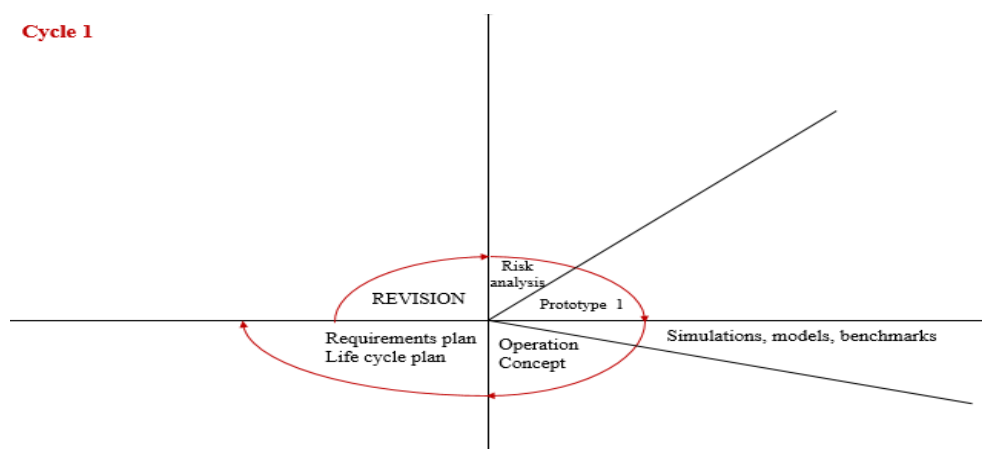 Cycle 1
Risk
analysis
REVISION
Prototype 1
Requirements plan
Life cycle plan
Operation
Concept
Simulations, models, benchmarks